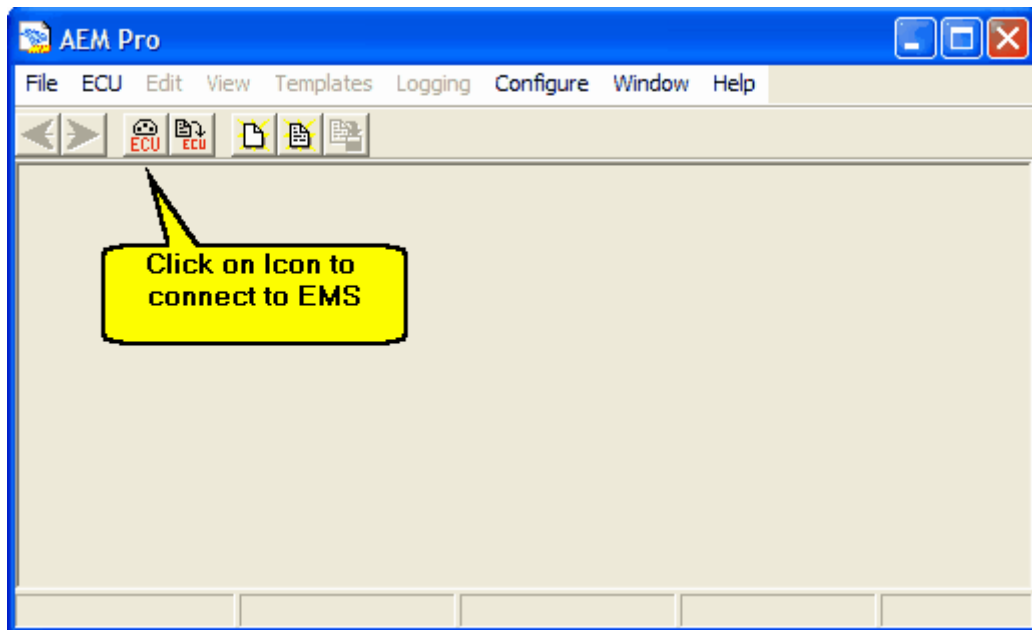 AEM Pro
File ECU Edit View Templates Logging Configure Window Help
ECU ECU
Click on Icon to
connect to EMS